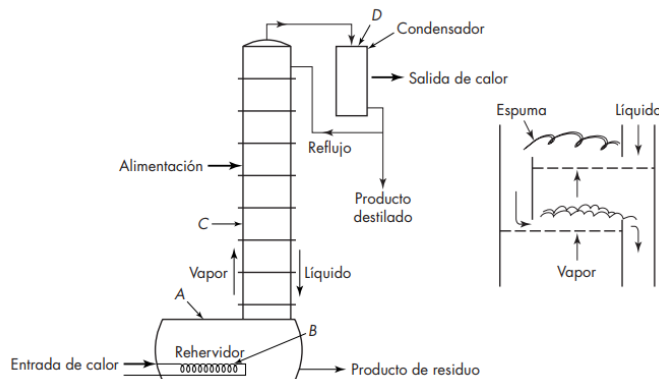 D
Condensador
Salida de calor
Reflujo
Alimentación
Producto
destilado
C
Vapor
Líquido
A
B
Rehervidor
Entrada de calor
Producto de residuo
Espuma
Líquido
Vapor